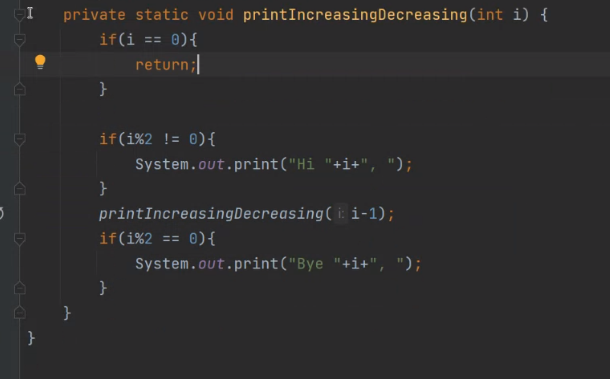 private static void printIncreasingDecreasing(int i) {
if(i == 0){
return;
}
if(i%2 != 0){
System.out.print("Hi "+i+", ");
}
printIncreasingDecreasing( i: i-1);
if(i%2 == 0){
System.out.print("Bye "+i+", ");
}
}
}